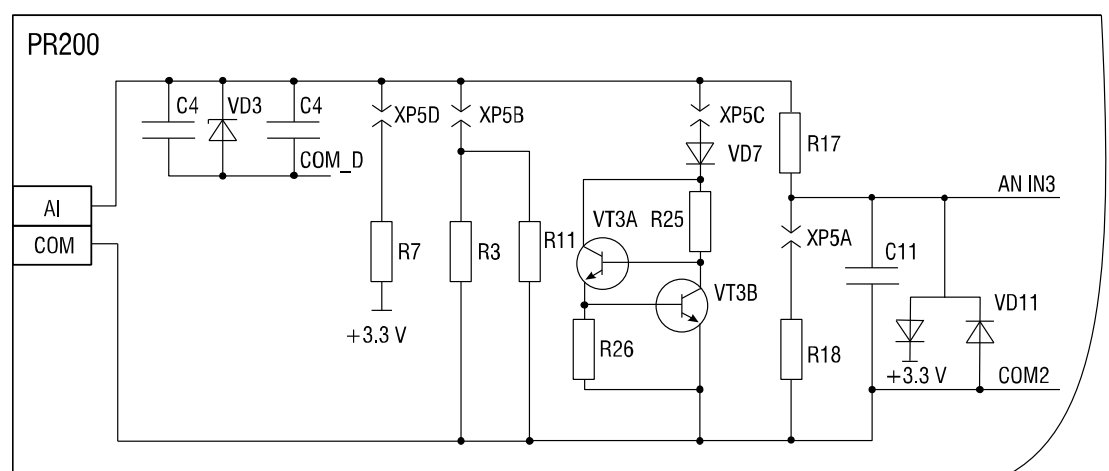 PR200
C4
VD3
C4
XP5D
XP5B
XP5C
VD7
R17
COM_D
AN IN3
AI
COM
R7
R3
R11
VT3A
R25
XP5A
C11
VT3B
VD11
+3.3 V
R26
R18
+3.3 V
COM2